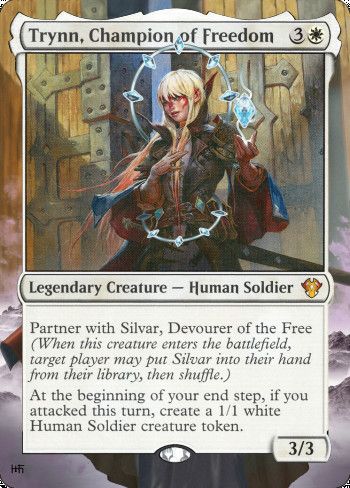 Trynn, Champion of Freedom 3
Legendary Creature — Human Soldier
Partner with Silvar, Devourer of the Free
(When this creature enters the battlefield,
target player may put Silvar into their hand
from their library, then shuffle.)
At the beginning of your end step, if you
attacked this turn, create a 1/1 white
Human Soldier creature token.
3/3